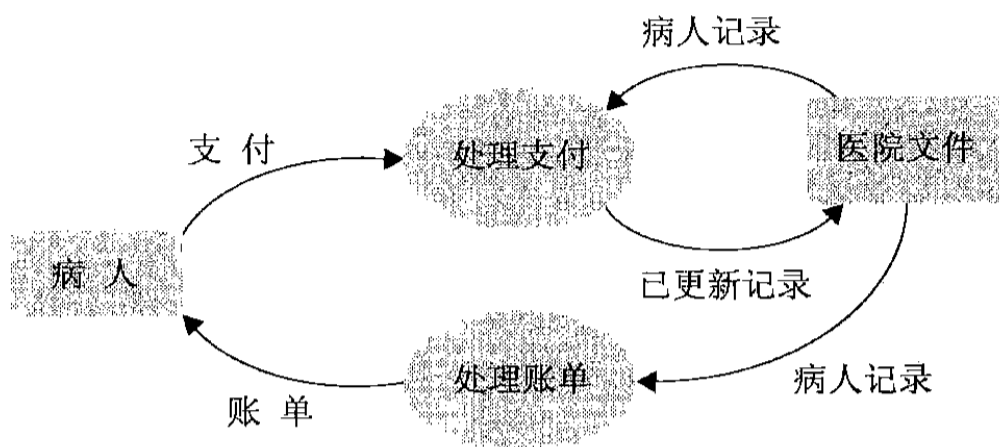 病人记录
支 付
处理支付
医院文件
病 人
已更新记录
处理账单
病人记录
账 单